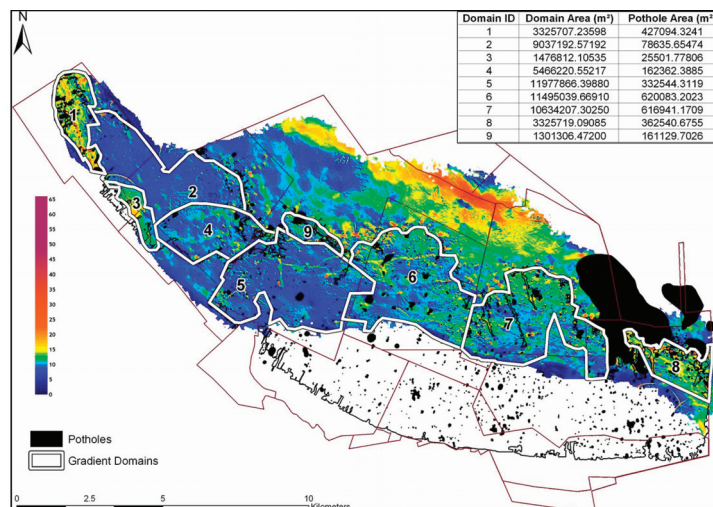 N
Domain ID Domain Area (m²) Pothole Area (m²)
1 3325707.23598 427094.3241
2 9037192.57192 78635.65474
3 1476812.10535 25501.77806
4 5466220.55217 162362.3885
5 11977866.39880 332544.3119
6 11495039.66910 620083.2023
7 10634207.30250 616941.1709
8 3325719.09085 362540.6755
9 1301306.47200 161129.7026
1
2
3
4
9
5
6
7
8
65
60
55
50
45
40
35
30
25
20
15
10
5
0
Potholes
Gradient Domains
0 2.5 5 10
Kilometers